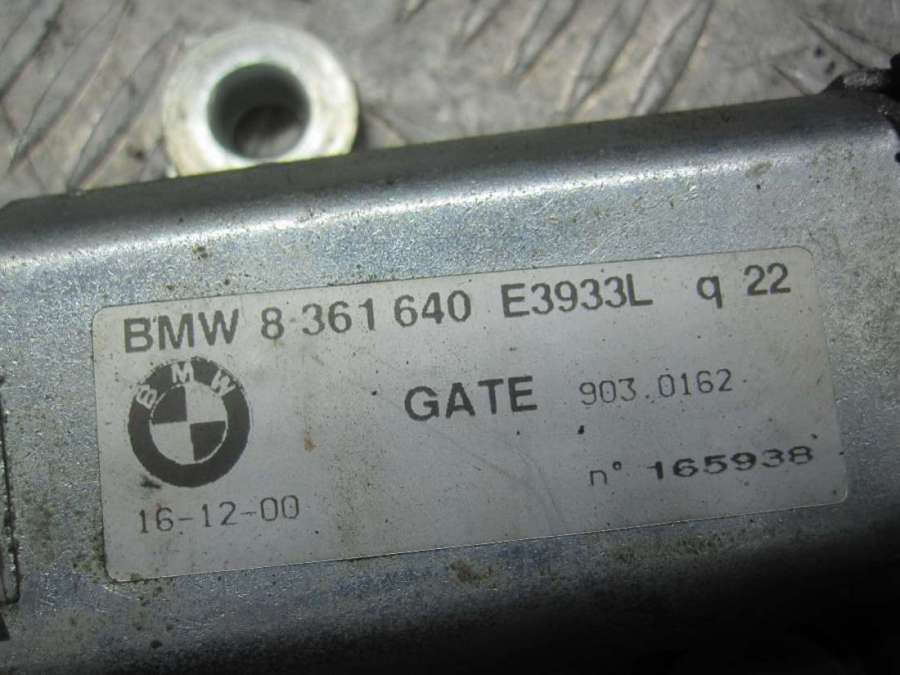 BMW 8 361 640 E3933L q 22
BMW
GATE 903.0162
n° 165938
16-12-00